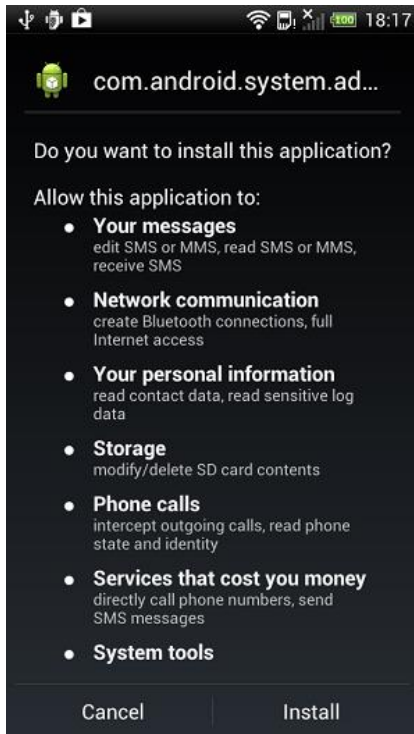 18:17
100
com.android.system.ad...
Do you want to install this application?
Allow this application to:
Your messages
edit SMS or MMS, read SMS or MMS,
receive SMS
Network communication
create Bluetooth connections, full
Internet access
Your personal information
read contact data, read sensitive log
data
Storage
modify/delete SD card contents
Phone calls
intercept outgoing calls, read phone
state and identity
Services that cost you money
directly call phone numbers, send
SMS messages
System tools
Cancel
Install